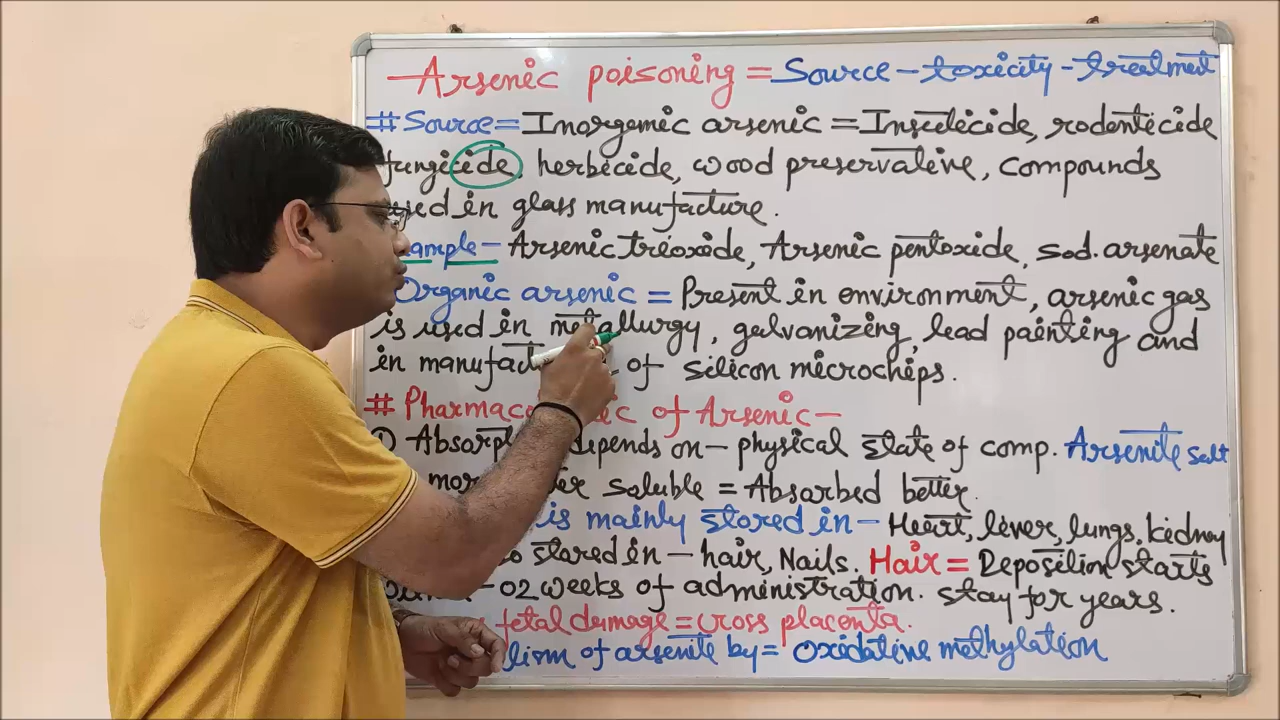 Arsenic poisoning = Source - toxicity - treatment
# Source = Inorganic arsenic = Insecticide, rodenticide
fungicide, herbicide, wood preservative, compounds
used in glass manufacture.
Example - Arsenic trioxide, Arsenic pentoxide, sod. arsenate
Organic arsenic = Present in environment, arsenic gas
is used in metallurgy, galvanizing, lead painting and
in of silicon microchips.
# of Arsenic -
① depends on - physical state of comp. Arsenite salt
soluble = Absorbed better.
is mainly stored in - Heart, liver, lungs, kidney
stored in - hair, Nails. Hair = Deposition starts
02 weeks of administration. stay for years.
fetal damage = cross placenta.
of arsenite by = Oxidative methylation